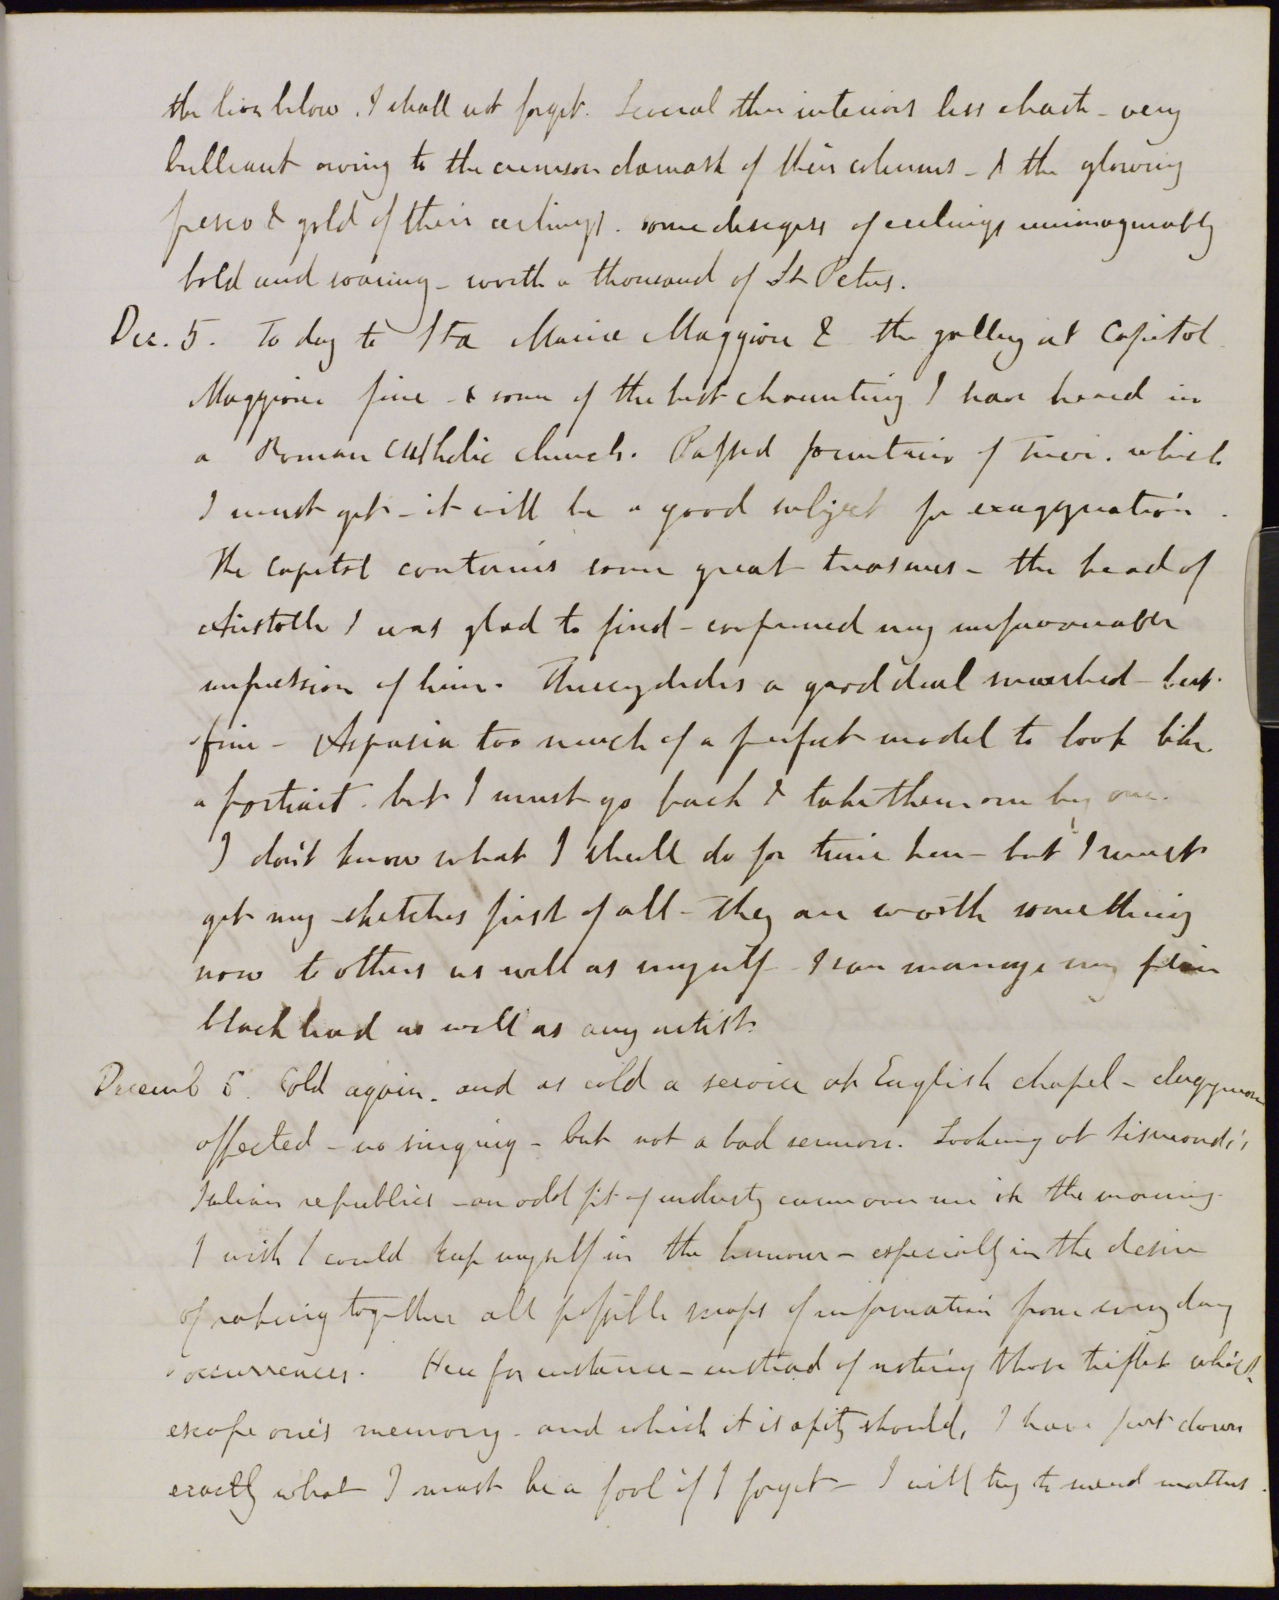 the lion below. I shall not forget. Several other interiors less chaste - very
brilliant owing to the crimson damask of their columns - & the glowing
fresco & gold of their ceilings. some designs of ceilings unimaginably
bold and soaring - worth a thousand of St Peters.
Dec. 5. To day to Sta Maria Maggiore & the gallery at Capitol.
Maggiore fine - & some of the best chaunting I have heard in
a Roman Catholic church. Passed fountain of Trevi. which
I must get - it will be a good subject for exaggeration.
The Capitol contains some great treasures - the head of
Aristotle I was glad to find - confirmed my unfavourable
impression of him. Thucydides a good deal smashed - but
fine - Aspasia too much of a perfect model to look like
a portrait. but I must go back & take them one by one.
I don't know what I shall do for time here - but I must
get my sketches first of all - they are worth something
now to others as well as myself - I can manage my
black lead as well as any artist.
Decemb 5. Cold again. and as cold a service at English chapel - clergyman
affected - no singing - but not a bad sermon. Looking at Sismondi's
Italian republics - an odd fit of industy came over me in the morning.
I wish I could keep myself in the humour - especially in the desire
of raking together all possible scraps of information from every day
occurrences. Here for instance - instead of noting those trifles which
escape one's memory - and which it is a pity should, I have put down
exactly what I must be a fool if I forget - I will try to mend matters.